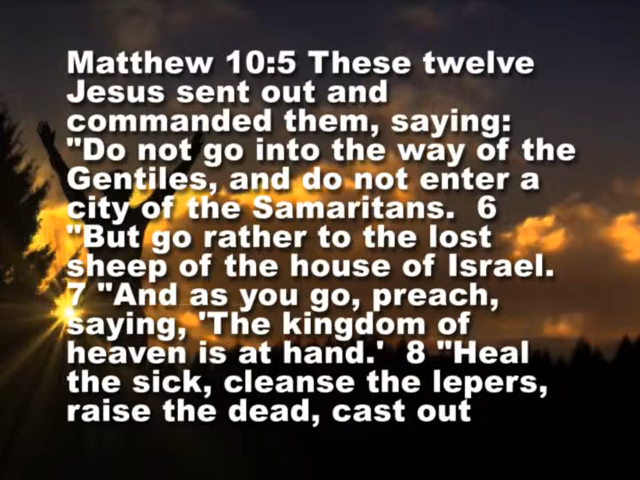 Matthew 10:5 These twelve
Jesus sent out and
commanded them, saying:
"Do not go into the way of the
Gentiles, and do not enter a
city of the Samaritans.  6
"But go rather to the lost
sheep of the house of Israel.
7 "And as you go, preach,
saying, 'The kingdom of
heaven is at hand.'  8 "Heal
the sick, cleanse the lepers,
raise the dead, cast out